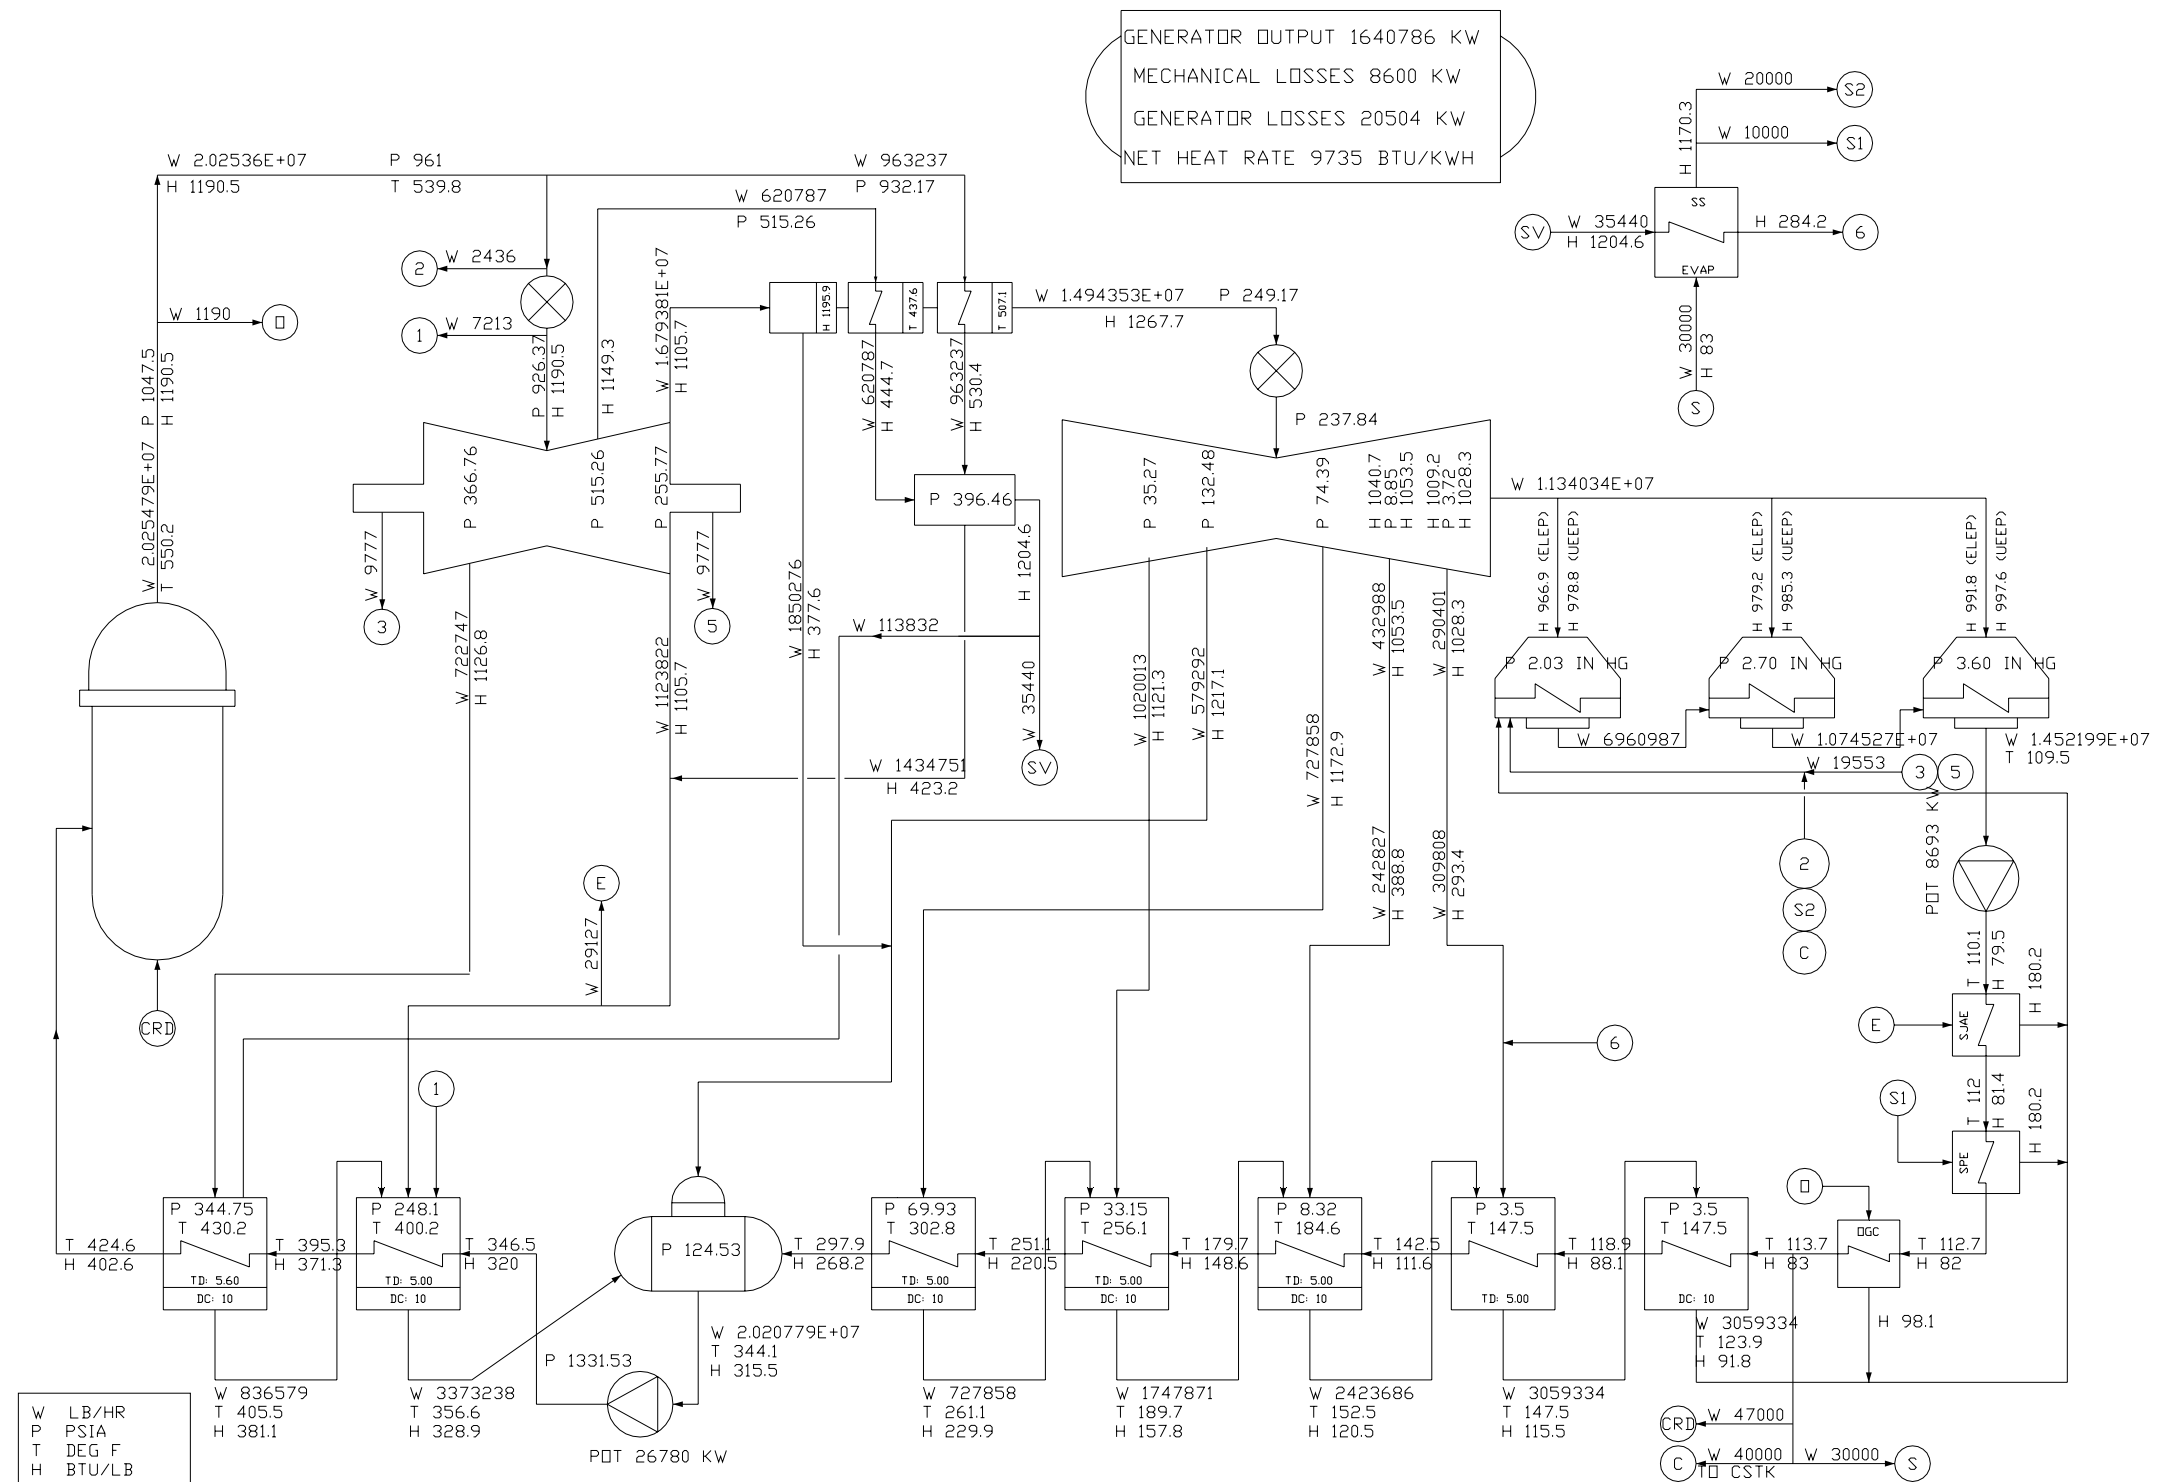 GENERATOR OUTPUT 1640786 KW
MECHANICAL LOSSES 8600 KW
GENERATOR LOSSES 20504 KW
NET HEAT RATE 9735 BTU/KWH
W 20000
S2
H 1170.3
W 10000
S1
SS
SV
W 35440
H 1204.6
H 284.2
6
EVAP
W 30000
H 83
S
W 2.02536E+07
H 1190.5
P 961
T 539.8
W 963237
P 932.17
W 620787
P 515.26
2
W 2436
1
W 7213
W 1190
O
P 926.37
H 1190.5
H 1149.3
W 1.679381E+07
H 1105.7
H 1195.9
T 437.6
T 507.1
W 1.494353E+07
H 1267.7
P 249.17
W 2.025479E+07 P 1047.5
T 550.2 H 1190.5
W 620787
H 444.7
W 963237
H 530.4
P 237.84
P 366.76
P 515.26
P 255.77
P 396.46
P 35.27
P 132.48
P 74.39
H 1040.7
P 8.85
H 1053.5
H 1009.2
P 3.72
H 1028.3
W 1.134034E+07
H 966.9 (ELEP)
H 978.8 (UEEP)
H 979.2 (ELEP)
H 985.3 (UEEP)
H 991.8 (ELEP)
H 997.6 (UEEP)
W 9777
3
W 9777
5
H 1204.6
W 113832
W 722747
H 1126.8
W 1123822
H 1105.7
W 1850276
H 377.6
W 35440
SV
W 1020013
H 1121.3
W 579292
H 1217.1
W 727858
H 1172.9
W 432988
H 1053.5
W 290401
H 1028.3
P 2.03 IN HG
P 2.70 IN HG
P 3.60 IN HG
W 6960987
W 1.074527E+07
W 1.452199E+07
T 109.5
W 19553
3
5
W 1434751
H 423.2
W 242827
H 388.8
W 309808
H 293.4
2
S2
C
POT 8693 KW
E
W 29127
T 110.1
H 79.5
H 180.2
E
SJAE
CRD
6
T 112
H 81.4
H 180.2
S1
SPE
1
O
P 344.75
T 430.2
TD: 5.60
DC: 10
P 248.1
T 400.2
TD: 5.00
DC: 10
P 124.53
P 69.93
T 302.8
TD: 5.00
DC: 10
P 33.15
T 256.1
TD: 5.00
DC: 10
P 8.32
T 184.6
TD: 5.00
DC: 10
P 3.5
T 147.5
TD: 5.00
P 3.5
T 147.5
DC: 10
OGC
T 424.6
H 402.6
T 395.3
H 371.3
T 346.5
H 320
T 297.9
H 268.2
T 251.1
H 220.5
T 179.7
H 148.6
T 142.5
H 111.6
T 118.9
H 88.1
T 113.7
H 83
T 112.7
H 82
W 2.020779E+07
T 344.1
H 315.5
P 1331.53
POT 26780 KW
W 3059334
T 123.9
H 91.8
H 98.1
W 836579
T 405.5
H 381.1
W 3373238
T 356.6
H 328.9
W 727858
T 261.1
H 229.9
W 1747871
T 189.7
H 157.8
W 2423686
T 152.5
H 120.5
W 3059334
T 147.5
H 115.5
CRD
W 47000
C
W 40000
TO CSTK
W 30000
S
W LB/HR
P PSIA
T DEG F
H BTU/LB